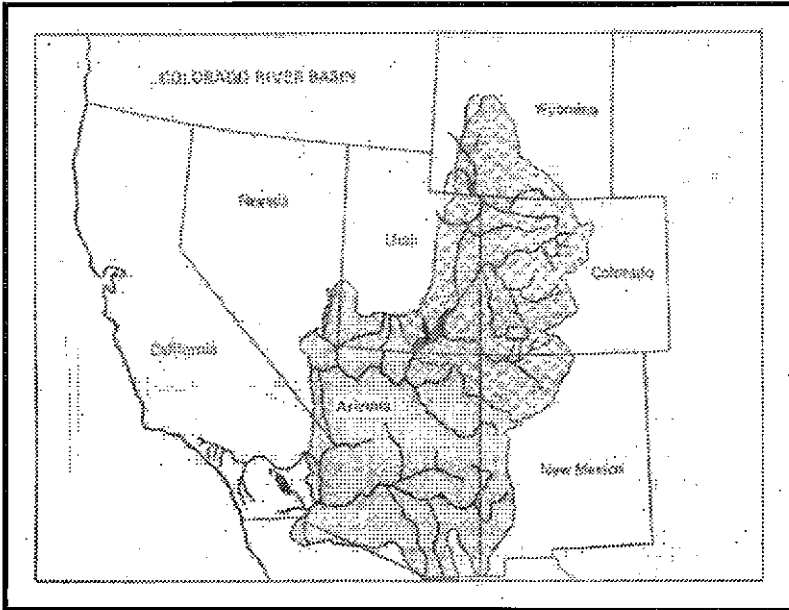 COLORADO RIVER BASIN
Wyoming
Nevada
Utah
Colorado
California
Arizona
New Mexico